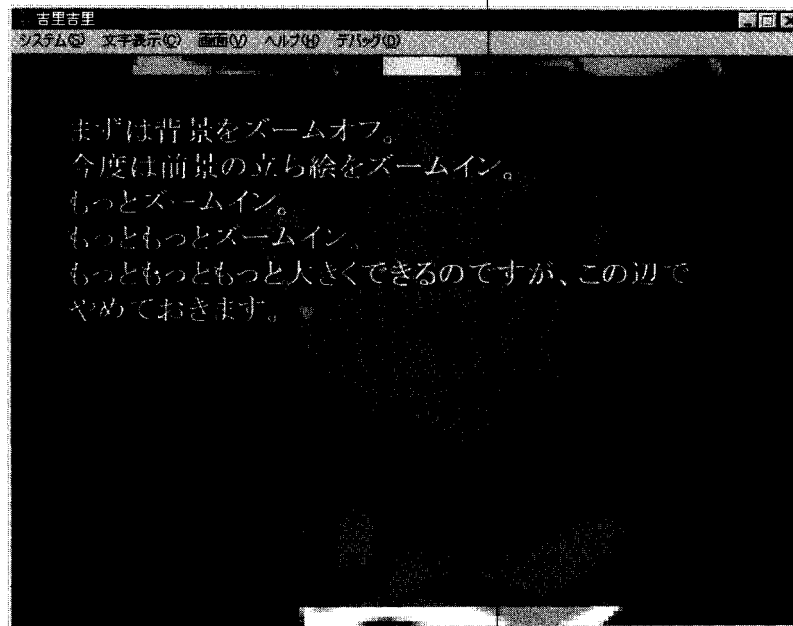 吉里吉里
システム(S) 文字表示(C) 画面(V) ヘルプ(H) デバッグ(D)
まずは背景をズームオフ。
今度は前景の立ち絵をズームイン。
もっとズームイン。
もっともっとズームイン。
もっともっともっと大きくできるのですが、この辺で
やめておきます。